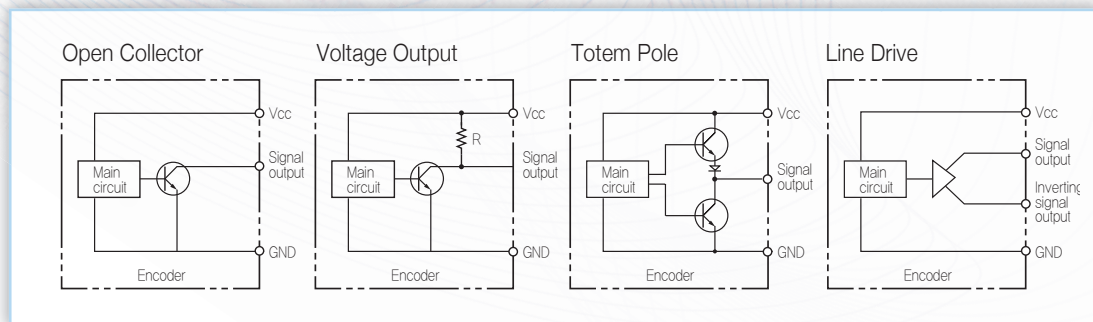 Open Collector
Vcc
Main
circuit
Signal
output
GND
Encoder
Voltage Output
Vcc
R
Main
circuit
Signal
output
GND
Encoder
Totem Pole
Vcc
Main
circuit
Signal
output
GND
Encoder
Line Drive
Vcc
Signal
output
Main
circuit
Inverting
signal
output
GND
Encoder